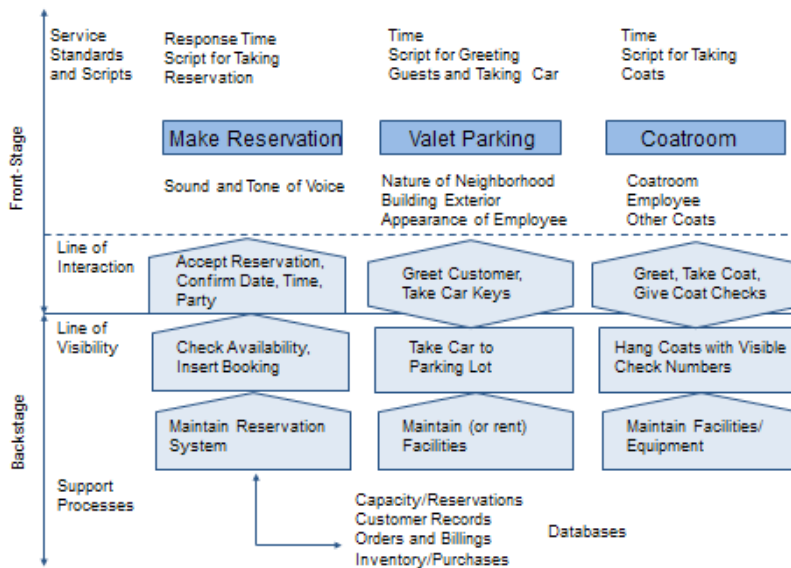 Service
Standards
and Scripts
Response Time
Script for Taking
Reservation
Time
Script for Greeting
Guests and Taking Car
Time
Script for Taking
Coats
Front-Stage
Make Reservation
Valet Parking
Coatroom
Sound and Tone of Voice
Nature of Neighborhood
Building Exterior
Appearance of Employee
Coatroom
Employee
Other Coats
Line of
Interaction
Accept Reservation,
Confirm Date, Time,
Party
Greet Customer,
Take Car Keys
Greet, Take Coat,
Give Coat Checks
Line of
Visibility
Check Availability,
Insert Booking
Take Car to
Parking Lot
Hang Coats with Visible
Check Numbers
Backstage
Maintain Reservation
System
Maintain (or rent)
Facilities
Maintain Facilities/
Equipment
Support
Processes
Capacity/Reservations
Customer Records
Orders and Billings
Inventory/Purchases
Databases